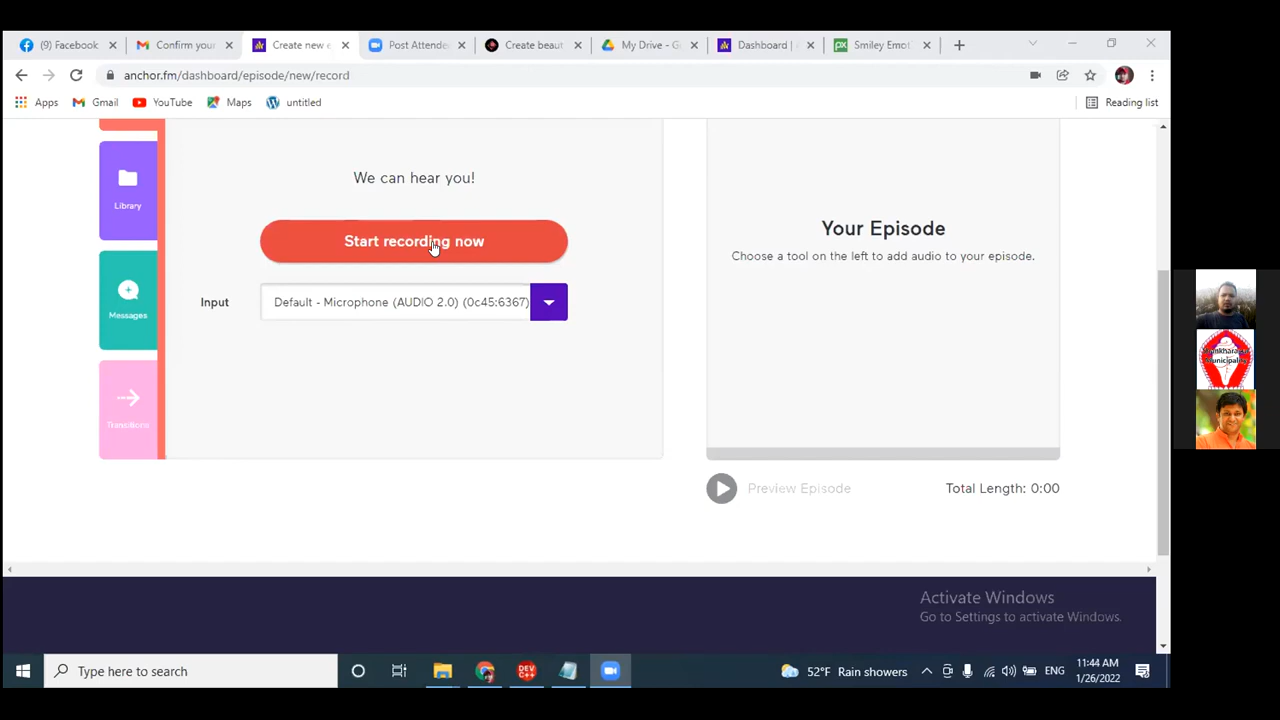 (9) Facebook
Confirm your
Create new e
Post Attende
Create beaut
My Drive - G
Dashboard | A
Smiley Emot
anchor.fm/dashboard/episode/new/record
Apps
Gmail
YouTube
Maps
untitled
Reading list
Library
Messages
Transitions
We can hear you!
Start recording now
Input
Default - Microphone (AUDIO 2.0) (0c45:6367)
Your Episode
Choose a tool on the left to add audio to your episode.
Preview Episode
Total Length: 0:00
Activate Windows
Go to Settings to activate Windows.
Type here to search
DEV
C++
52°F Rain showers
ENG
11:44 AM
1/26/2022